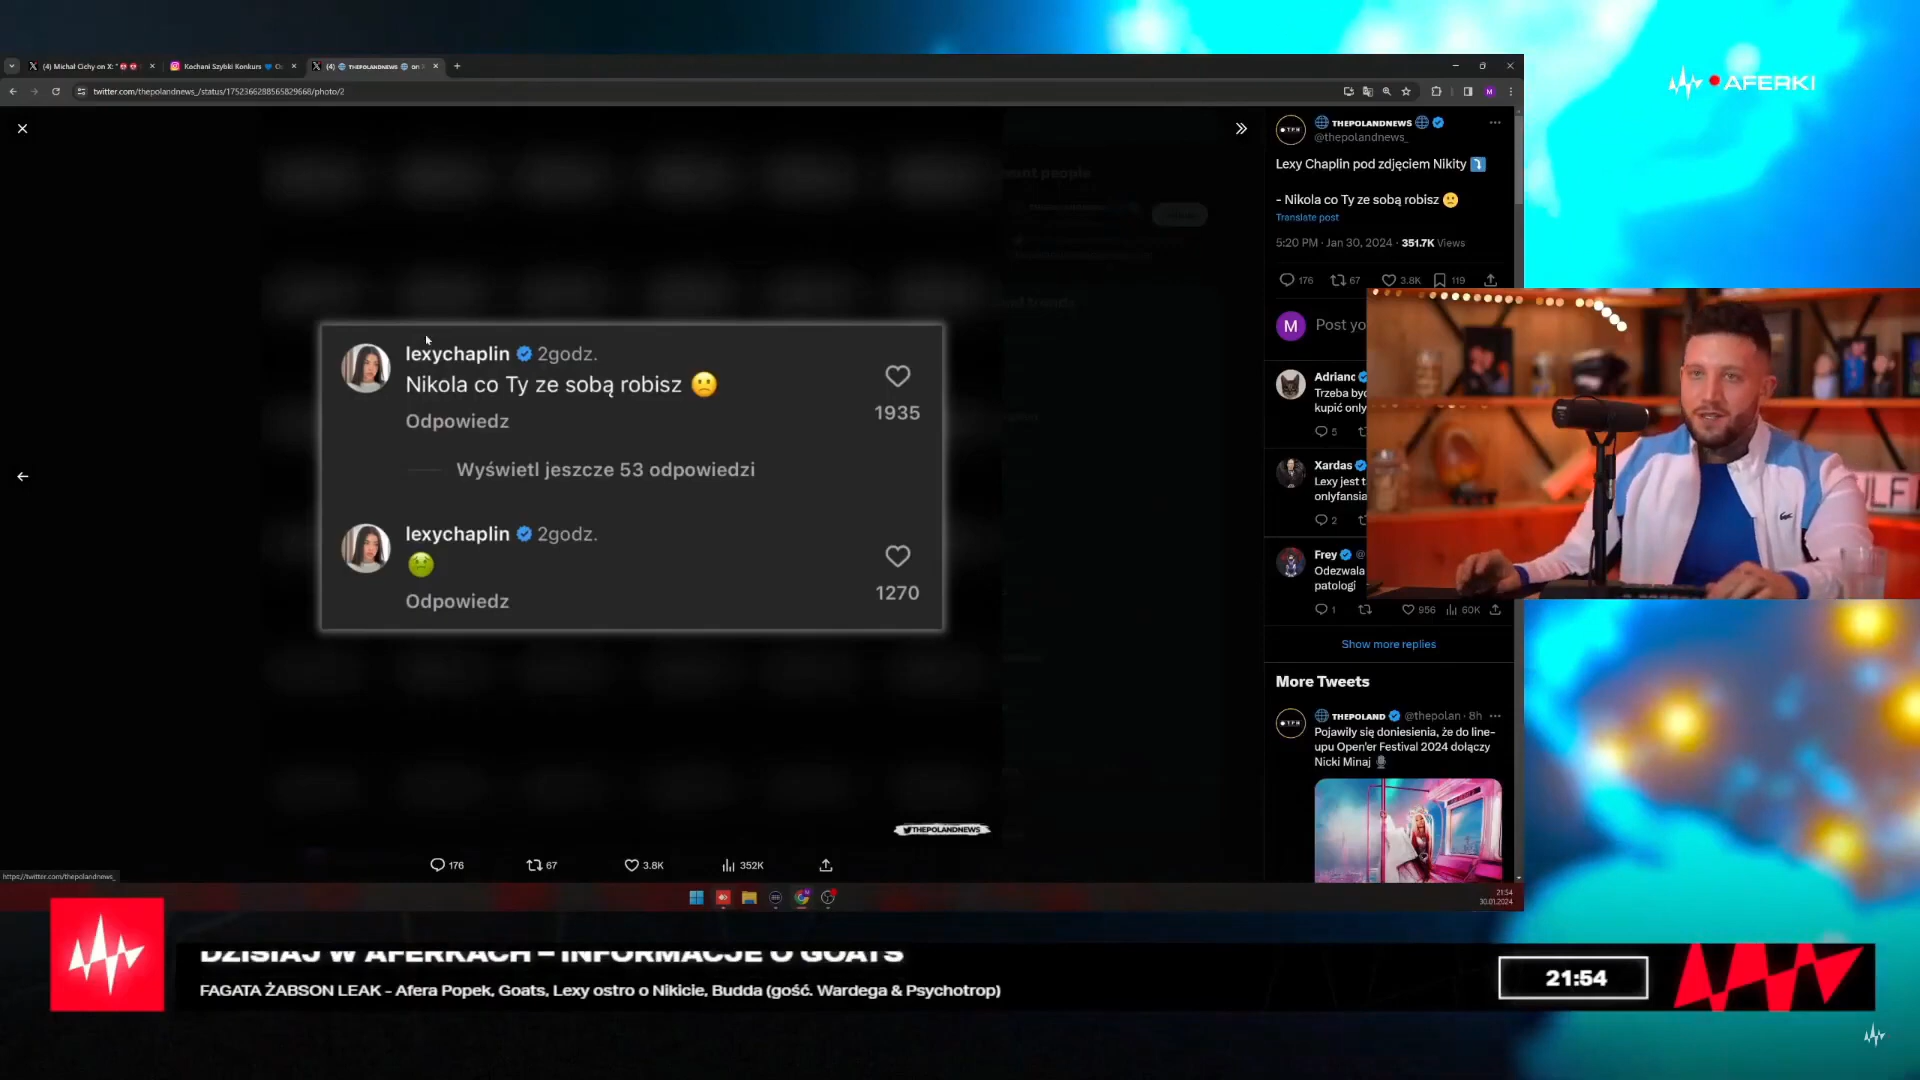 (4) Michał Cichy on X: "
Kochani Szybki Konkurs
(4) THEPOLANDNEWS on X
twitter.com/thepolandnews_/status/1752366288565829668/photo/2
AFERKI
THEPOLANDNEWS
@thepolandnews_
Lexy Chaplin pod zdjęciem Nikity
- Nikola co Ty ze sobą robisz 🙁
Translate post
5:20 PM · Jan 30, 2024 · 351.7K Views
176 67 3.8K 119
M Post yo
lexychaplin 2godz.
Nikola co Ty ze sobą robisz 🙁
1935
Odpowiedz
Wyświetl jeszcze 53 odpowiedzi
lexychaplin 2godz.
🤢
Odpowiedz
1270
Adrianc
Trzeba być
kupić only
5
Xardas
Lexy jest t
onlyfansia
2
Frey
Odezwała
patologi
1 956 60K
Show more replies
More Tweets
THEPOLAND @thepolan · 8h
Pojawiły się doniesienia, że do line-
upu Open'er Festival 2024 dołączy
Nicki Minaj
THEPOLANDNEWS
176 67 3.8K 352K
https://twitter.com/thepolandnews_
21:54
30.01.2024
DZISIAJ W AFERKACH – INFORMACJE O GOATS
FAGATA ŻABSON LEAK - Afera Popek, Goats, Lexy ostro o Nikicie, Budda (gość. Wardega & Psychotrop)
21:54